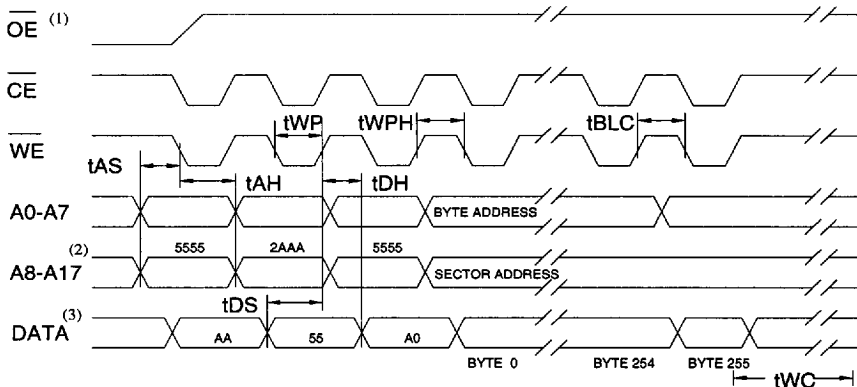 OE (1)
CE
tWP tWPH tBLC
WE
tAS tAH tDH
A0-A7 BYTE ADDRESS
5555 2AAA 5555
A8-A17 (2) SECTOR ADDRESS
tDS
DATA (3) AA 55 A0
BYTE 0 BYTE 254 BYTE 255
tWC